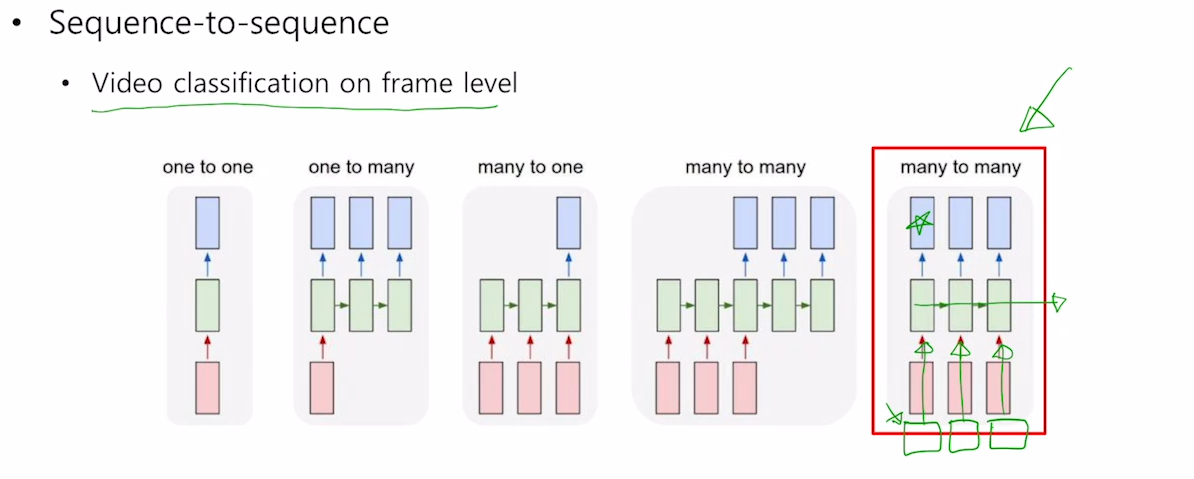 • Sequence-to-sequence
• Video classification on frame level
one to one one to many many to one many to many many to many